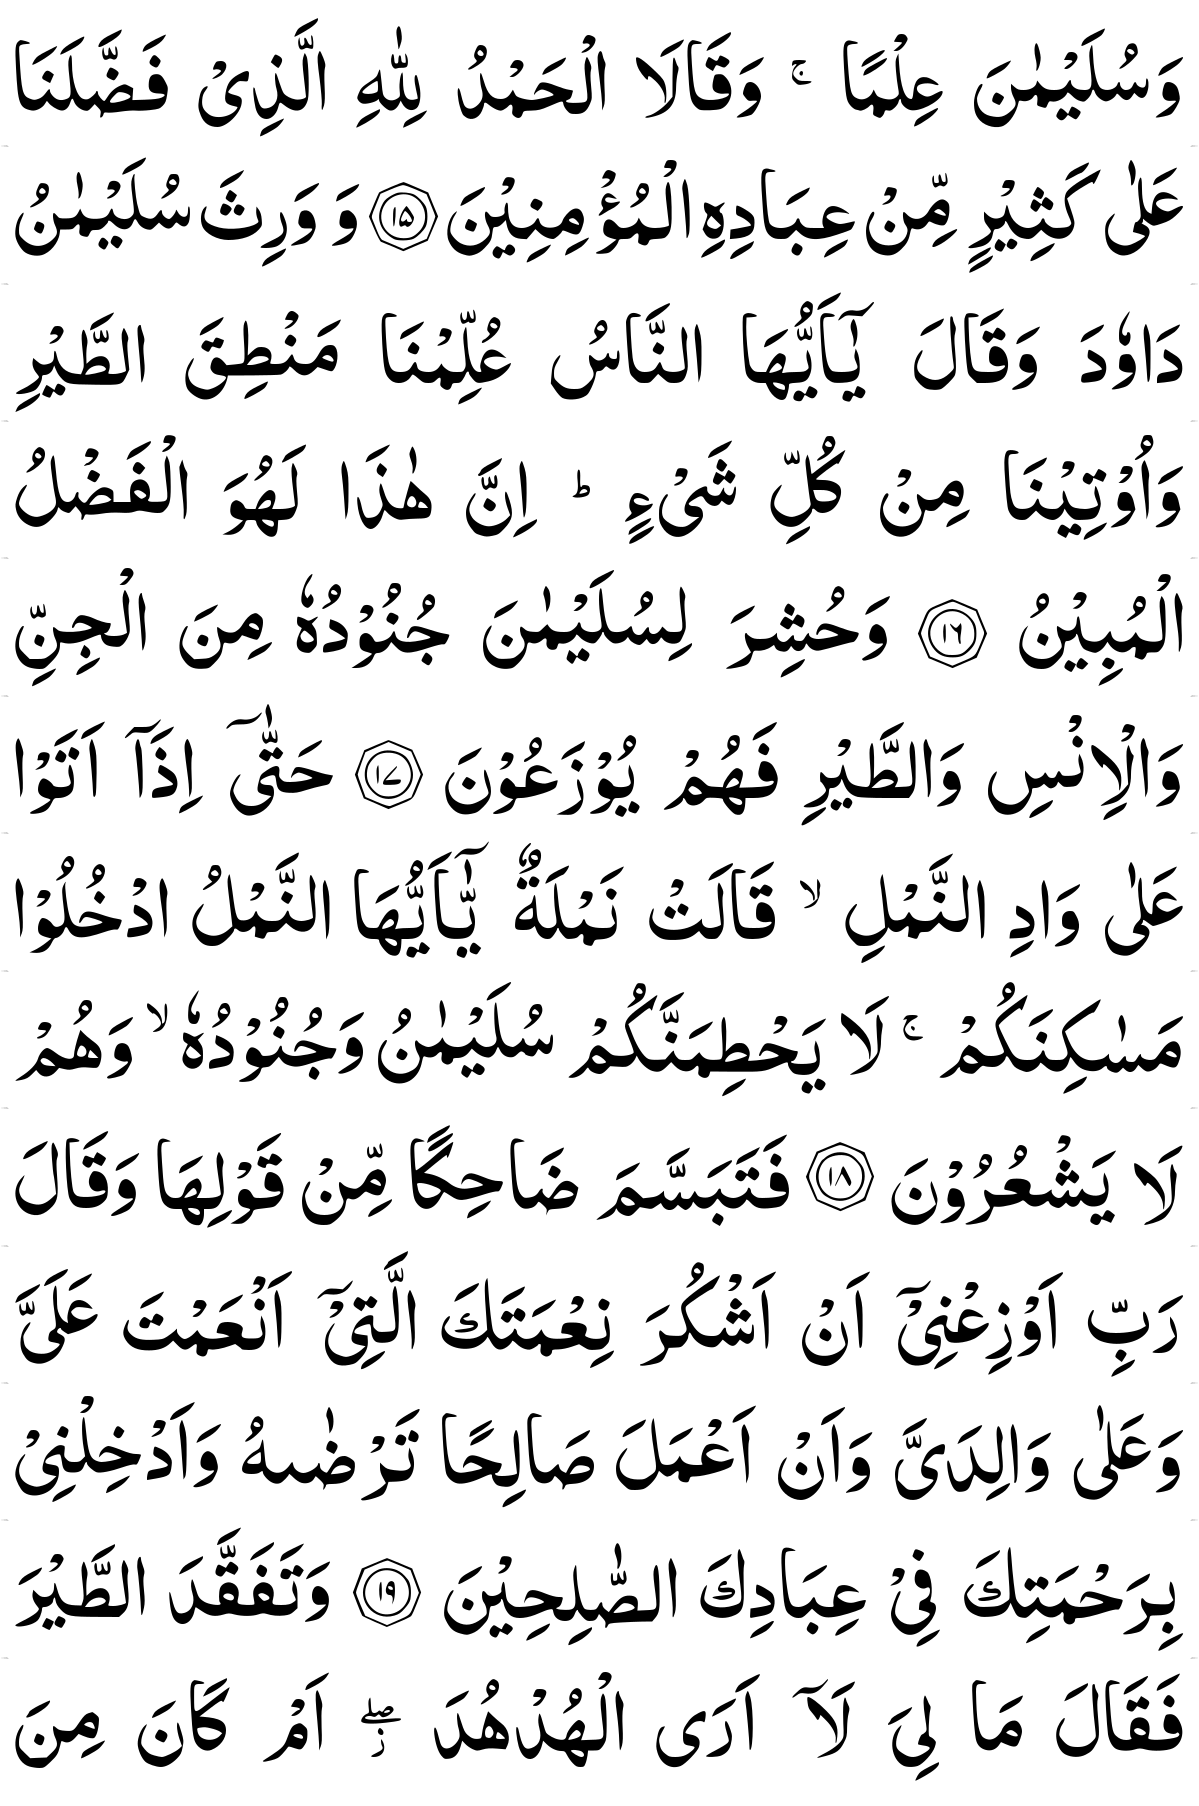 وَسُلَيْمٰنَ عِلْمًا ۚ وَقَالَا الْحَمْدُ لِلّٰهِ الَّذِىْ فَضَّلَنَا
عَلٰى كَثِيْرٍ مِّنْ عِبَادِهِ الْمُؤْمِنِيْنَ ‏﴿۱۵﴾‏ وَ وَرِثَ سُلَيْمٰنُ
دَاوٗدَ وَقَالَ يٰۤاَيُّهَا النَّاسُ عُلِّمْنَا مَنْطِقَ الطَّيْرِ
وَاُوْتِيْنَا مِنْ كُلِّ شَىْءٍ ؕ اِنَّ هٰذَا لَهُوَ الْفَضْلُ
الْمُبِيْنُ ‏﴿۱۶﴾‏ وَحُشِرَ لِسُلَيْمٰنَ جُنُوْدُهٗ مِنَ الْجِنِّ
وَالْاِنْسِ وَالطَّيْرِ فَهُمْ يُوْزَعُوْنَ ‏﴿۱۷﴾‏ حَتّٰٓى اِذَاۤ اَتَوْا
عَلٰى وَادِ النَّمْلِ ۙ قَالَتْ نَمْلَةٌ يّٰۤاَيُّهَا النَّمْلُ ادْخُلُوْا
مَسٰكِنَكُمْ ۚ لَا يَحْطِمَنَّكُمْ سُلَيْمٰنُ وَجُنُوْدُهٗ ۙ وَهُمْ
لَا يَشْعُرُوْنَ ‏﴿۱۸﴾‏ فَتَبَسَّمَ ضَاحِكًا مِّنْ قَوْلِهَا وَقَالَ
رَبِّ اَوْزِعْنِىْۤ اَنْ اَشْكُرَ نِعْمَتَكَ الَّتِىْۤ اَنْعَمْتَ عَلَىَّ
وَعَلٰى وَالِدَىَّ وَاَنْ اَعْمَلَ صَالِحًا تَرْضٰٮهُ وَاَدْخِلْنِىْ
بِرَحْمَتِكَ فِىْ عِبَادِكَ الصّٰلِحِيْنَ ‏﴿۱۹﴾‏ وَتَفَقَّدَ الطَّيْرَ
فَقَالَ مَا لِىَ لَاۤ اَرَى الْهُدْهُدَ ‌ۖ ز اَمْ كَانَ مِنَ